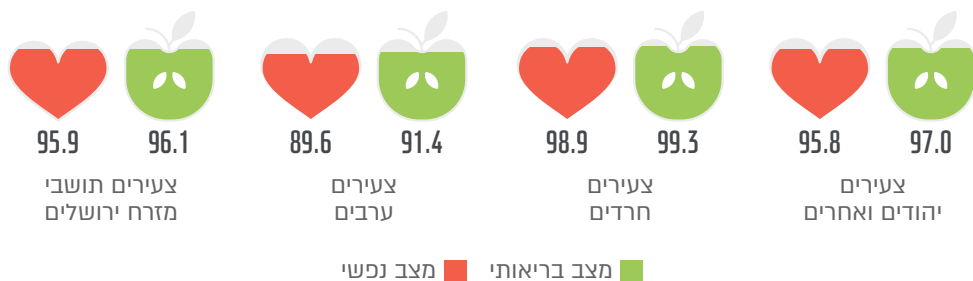 97.0 95.8
צעירים
יהודים ואחרים
99.3 98.9
צעירים
חרדים
91.4 89.6
צעירים
ערבים
96.1 95.9
צעירים תושבי
מזרח ירושלים
מצב בריאותי מצב נפשי